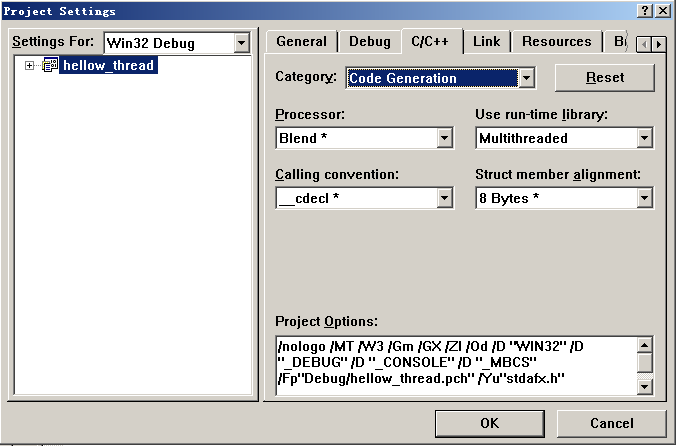 Project Settings
Settings For: Win32 Debug
hellow_thread
General Debug C/C++ Link Resources
Category: Code Generation Reset
Processor: Use run-time library:
Blend * Multithreaded
Calling convention: Struct member alignment:
__cdecl * 8 Bytes *
Project Options:
/nologo /MT /W3 /Gm /GX /ZI /Od /D "WIN32" /D
"_DEBUG" /D "_CONSOLE" /D "_MBCS"
/Fp"Debug/hellow_thread.pch" /Yu"stdafx.h"
OK Cancel